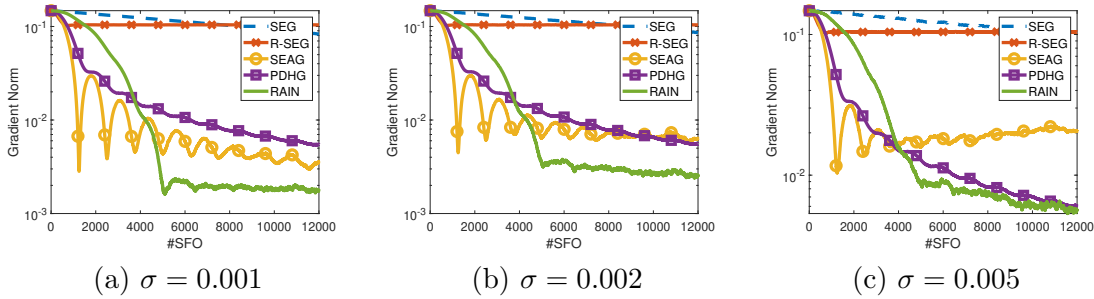 10^-1
10^-2
10^-3
Gradient Norm
0 2000 4000 6000 8000 10000 12000
#SFO
SEG
R-SEG
SEAG
PDHG
RAIN
(a) σ = 0.001
10^-1
10^-2
10^-3
Gradient Norm
0 2000 4000 6000 8000 10000 12000
#SFO
SEG
R-SEG
SEAG
PDHG
RAIN
(b) σ = 0.002
10^-1
10^-2
Gradient Norm
0 2000 4000 6000 8000 10000 12000
#SFO
SEG
R-SEG
SEAG
PDHG
RAIN
(c) σ = 0.005